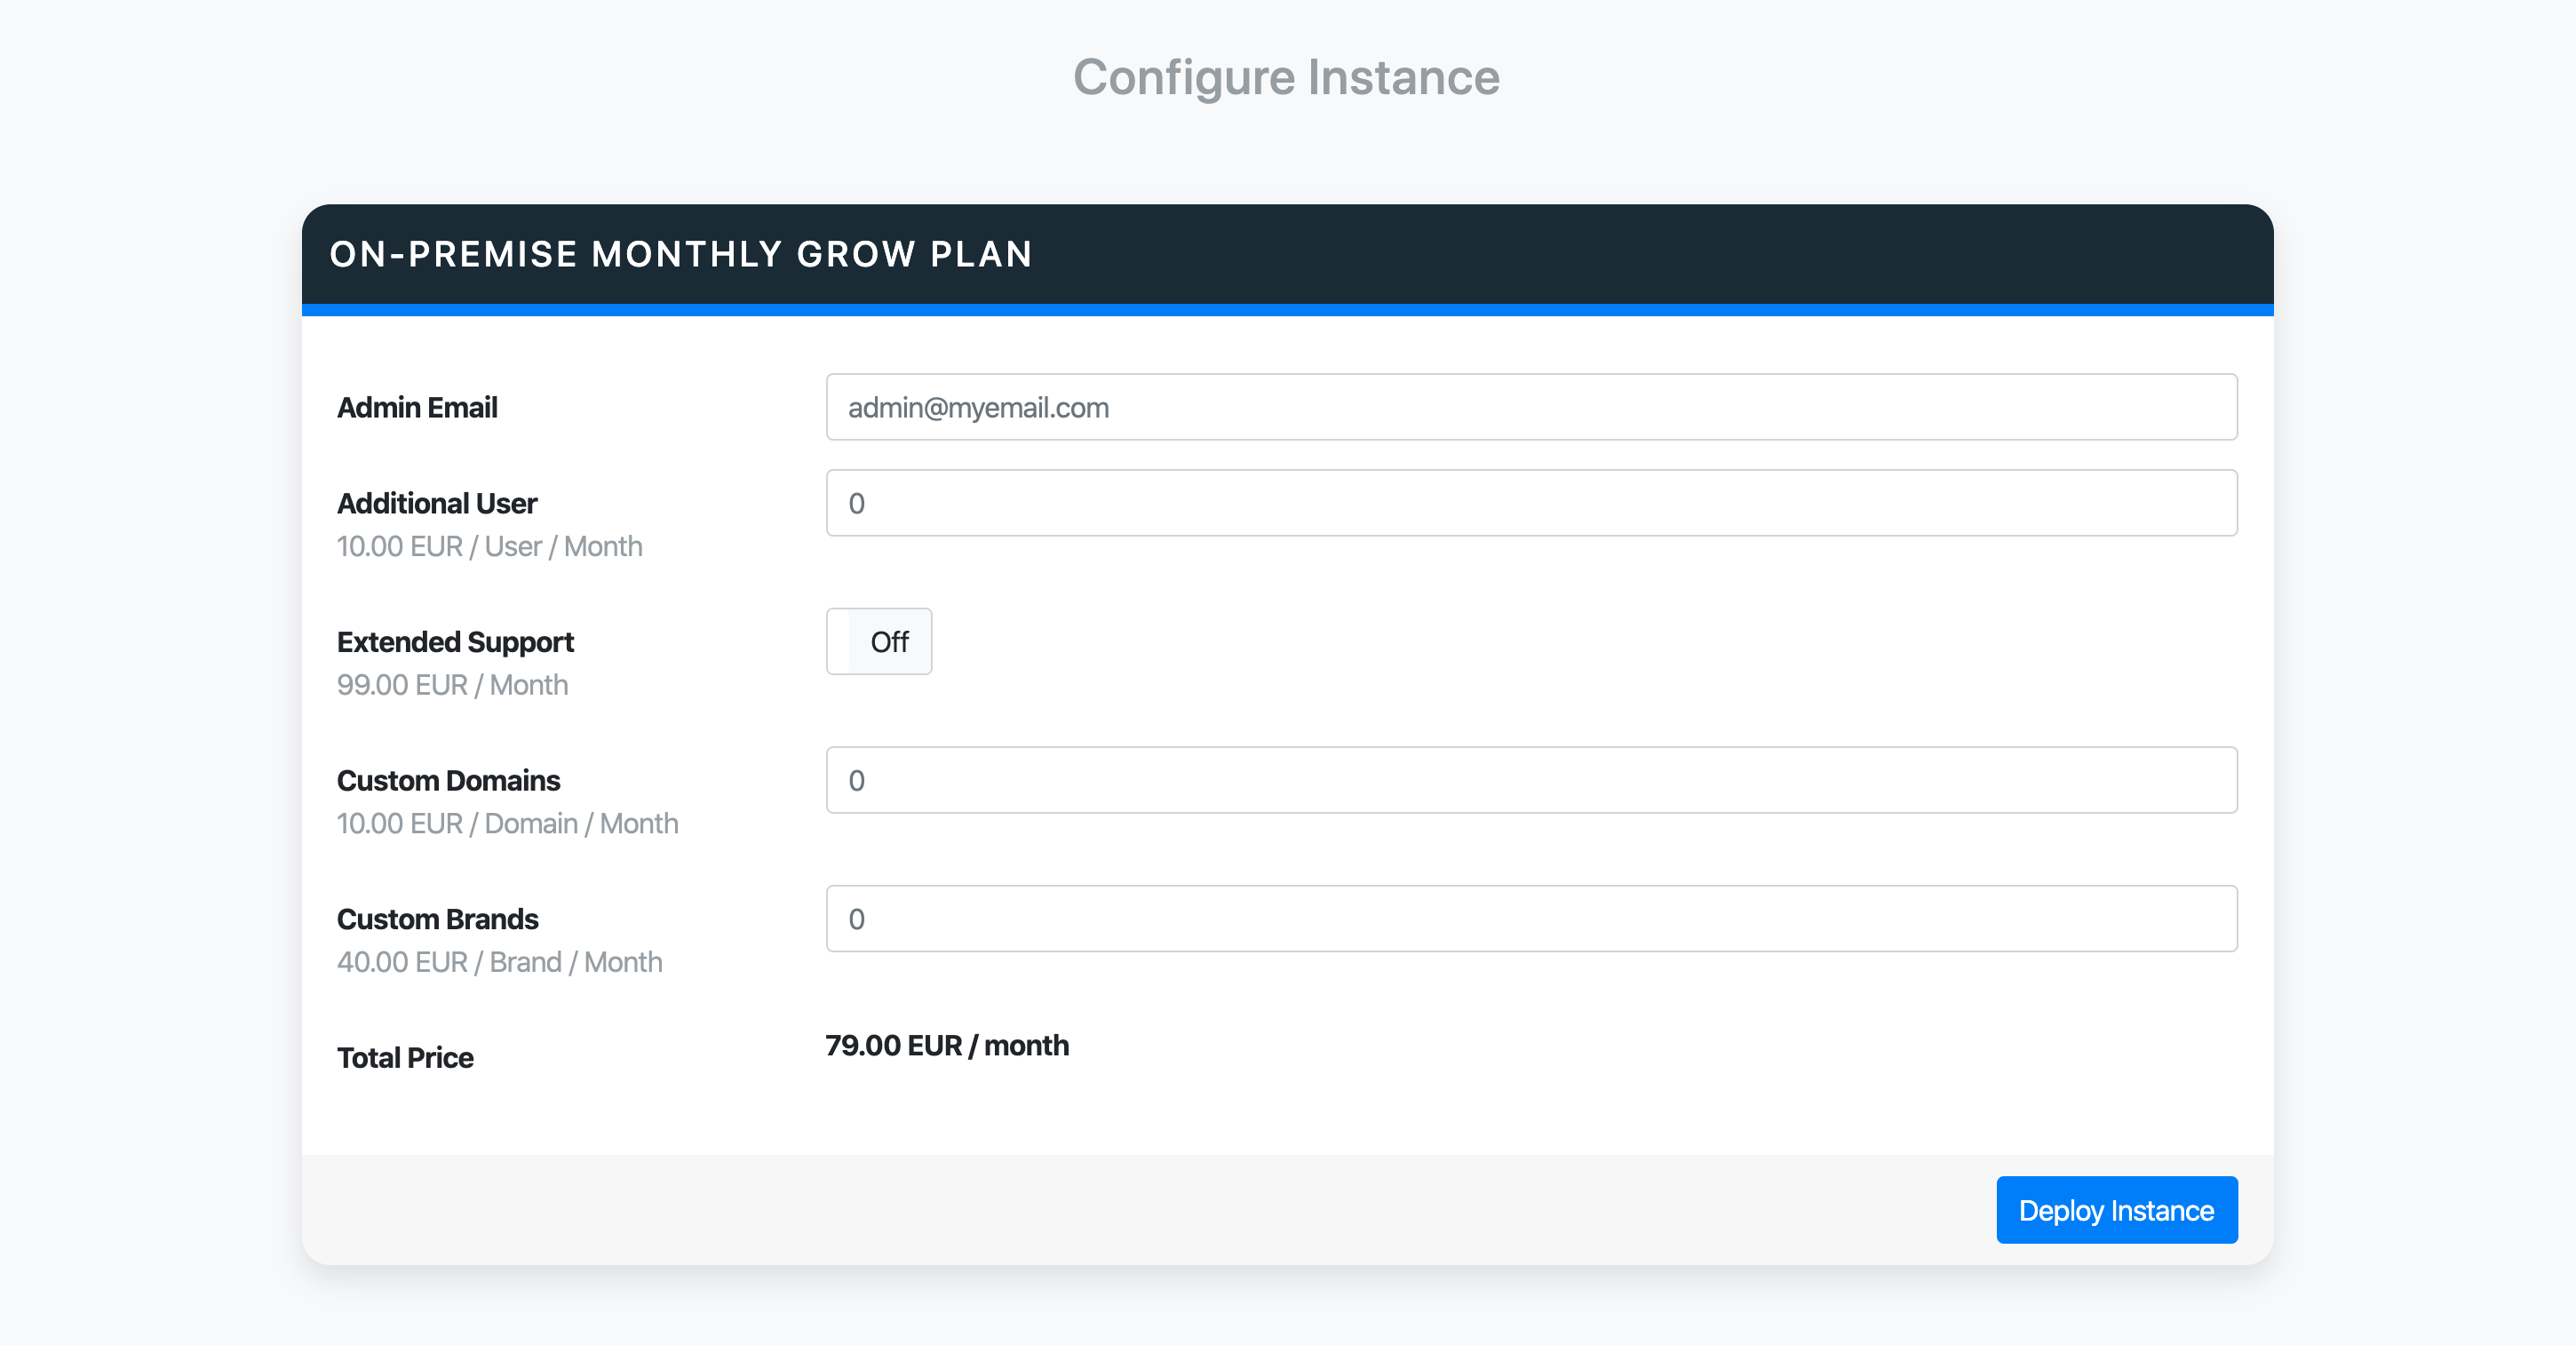 Configure Instance
ON-PREMISE MONTHLY GROW PLAN
Admin Email
admin@myemail.com
Additional User
0
10.00 EUR / User / Month
Extended Support
Off
99.00 EUR / Month
Custom Domains
0
10.00 EUR / Domain / Month
Custom Brands
0
40.00 EUR / Brand / Month
Total Price
79.00 EUR / month
Deploy Instance